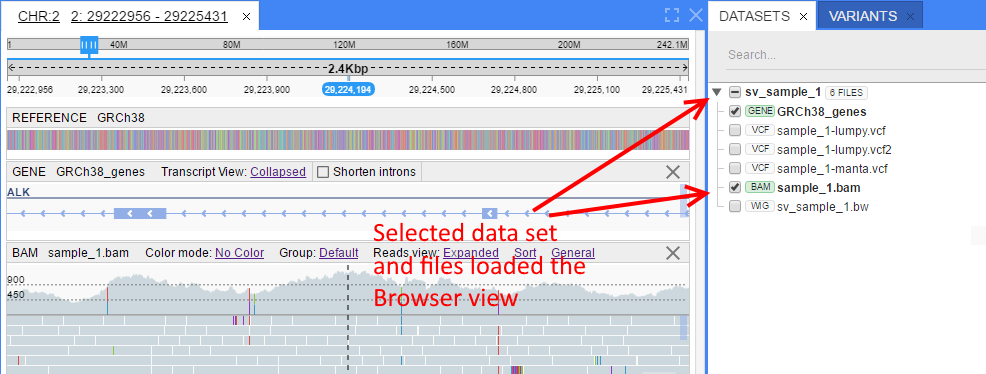 CHR:2 2: 29222956 - 29225431 ×
DATASETS × VARIANTS ×
1 40M 80M 120M 160M 200M 242.1M
2.4Kbp
29,222,956 29,223,300 29,223,600 29,223,900 29,224,194 29,224,500 29,224,800 29,225,100 29,225,431
REFERENCE GRCh38
GENE GRCh38_genes Transcript View: Collapsed Shorten introns
ALK
BAM sample_1.bam Color mode: No Color Group: Default Reads view: Expanded Sort General
900
450
Selected data set
and files loaded the
Browser view
Search...
sv_sample_1 6 FILES
GENE GRCh38_genes
VCF sample_1-lumpy.vcf
VCF sample_1-lumpy.vcf2
VCF sample_1-manta.vcf
BAM sample_1.bam
WIG sv_sample_1.bw